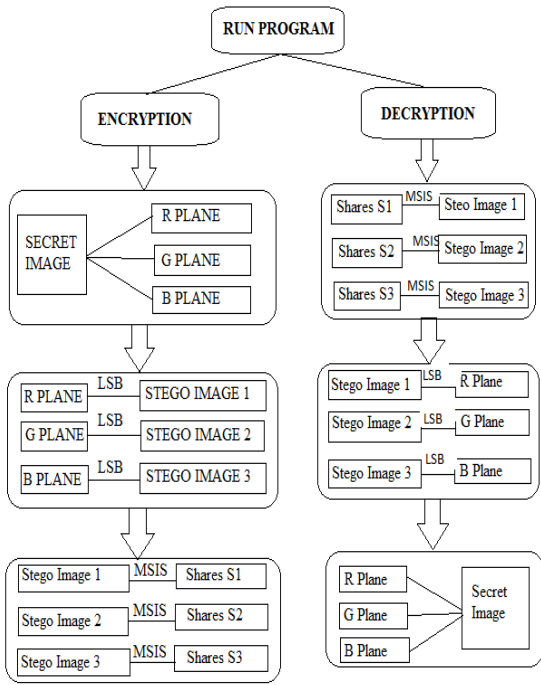 RUN PROGRAM
ENCRYPTION
SECRET
IMAGE
R PLANE
G PLANE
B PLANE
R PLANE LSB STEGO IMAGE 1
G PLANE LSB STEGO IMAGE 2
B PLANE LSB STEGO IMAGE 3
Stego Image 1 MSIS Shares S1
Stego Image 2 MSIS Shares S2
Stego Image 3 MSIS Shares S3
DECRYPTION
Shares S1 MSIS Steo Image 1
Shares S2 MSIS Stego Image 2
Shares S3 MSIS Stego Image 3
Stego Image 1 LSB R Plane
Stego Image 2 LSB G Plane
Stego Image 3 LSB B Plane
R Plane
G Plane
B Plane
Secret
Image